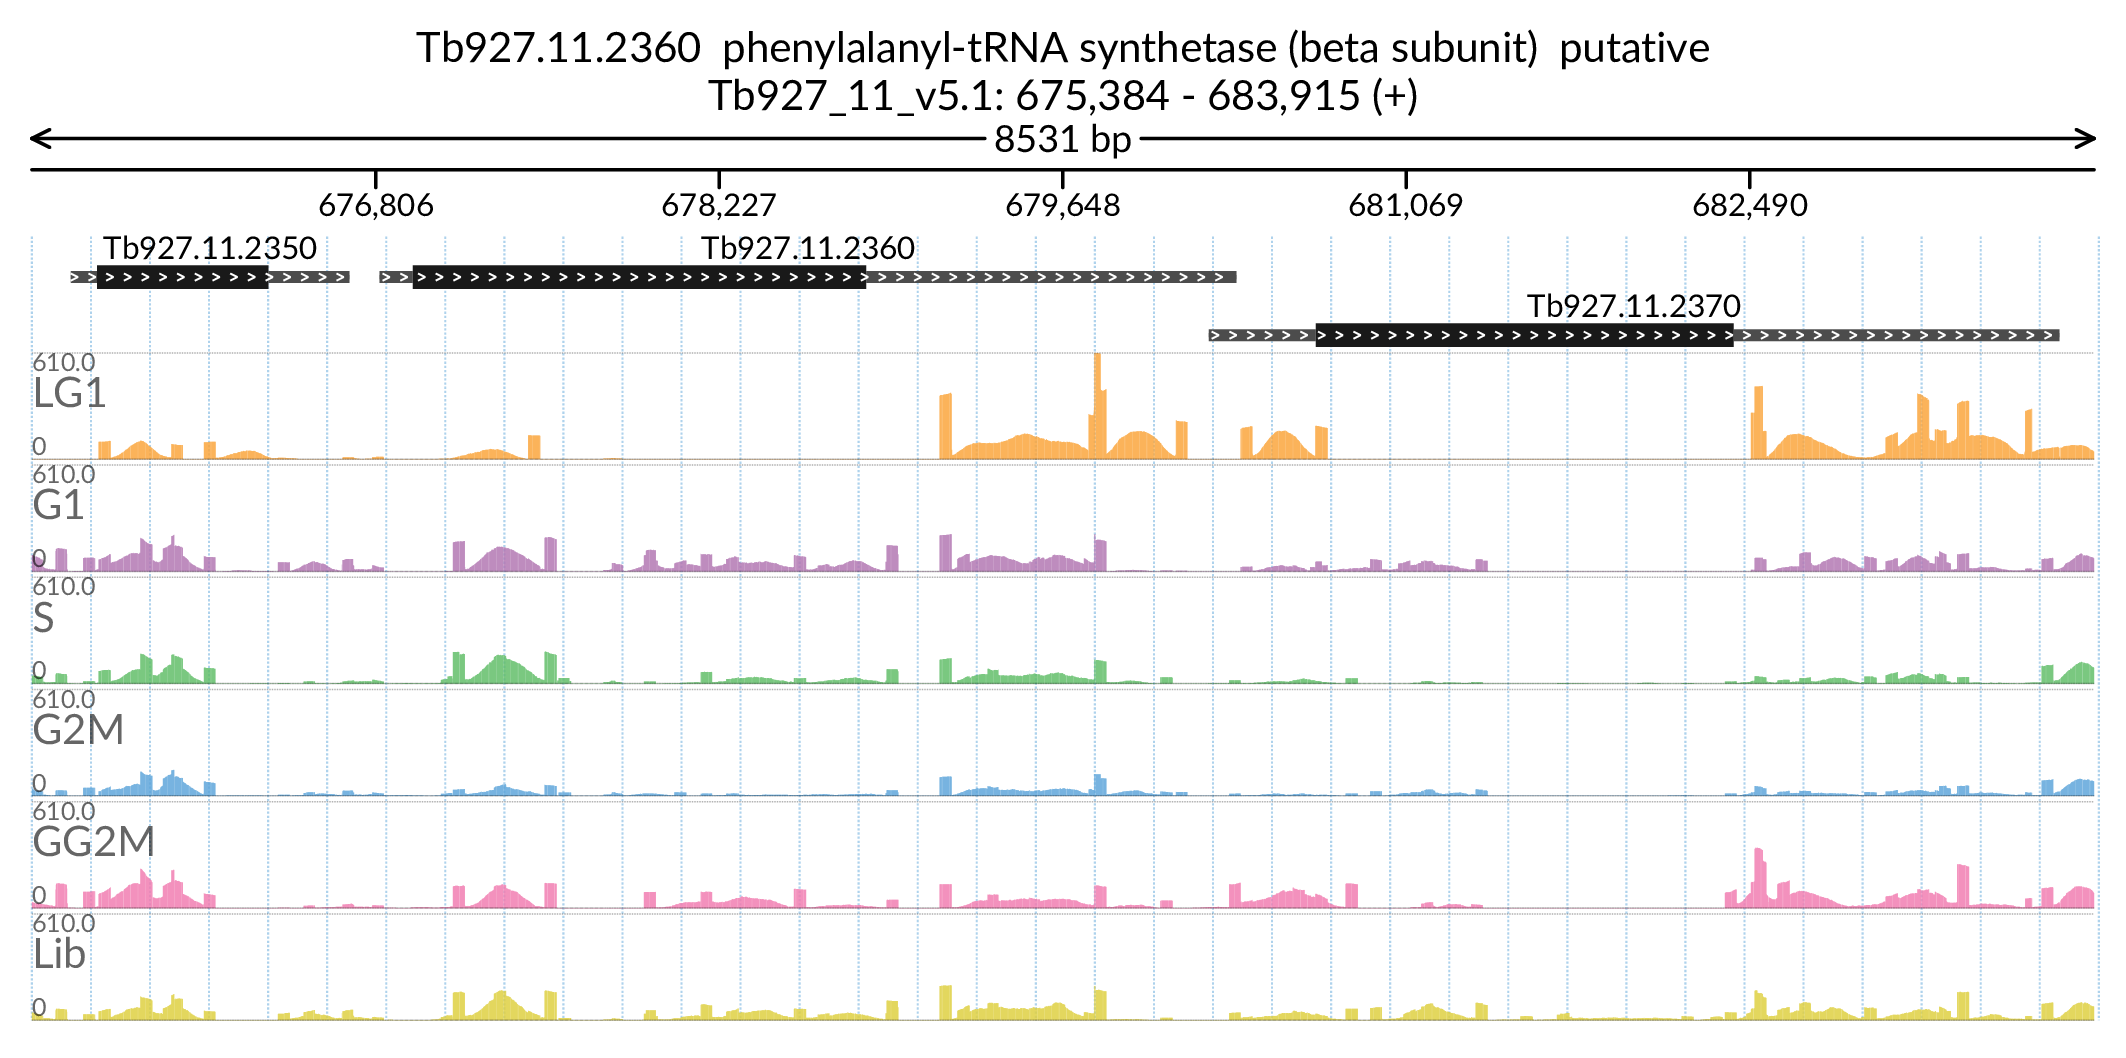 Tb927.11.2360 phenylalanyl-tRNA synthetase (beta subunit) putative
Tb927_11_v5.1: 675,384 - 683,915 (+)
8531 bp
676,806 678,227 679,648 681,069 682,490
Tb927.11.2350 Tb927.11.2360
Tb927.11.2370
610.0
LG1
0
610.0
G1
0
610.0
S
0
610.0
G2M
0
610.0
GG2M
0
610.0
Lib
0